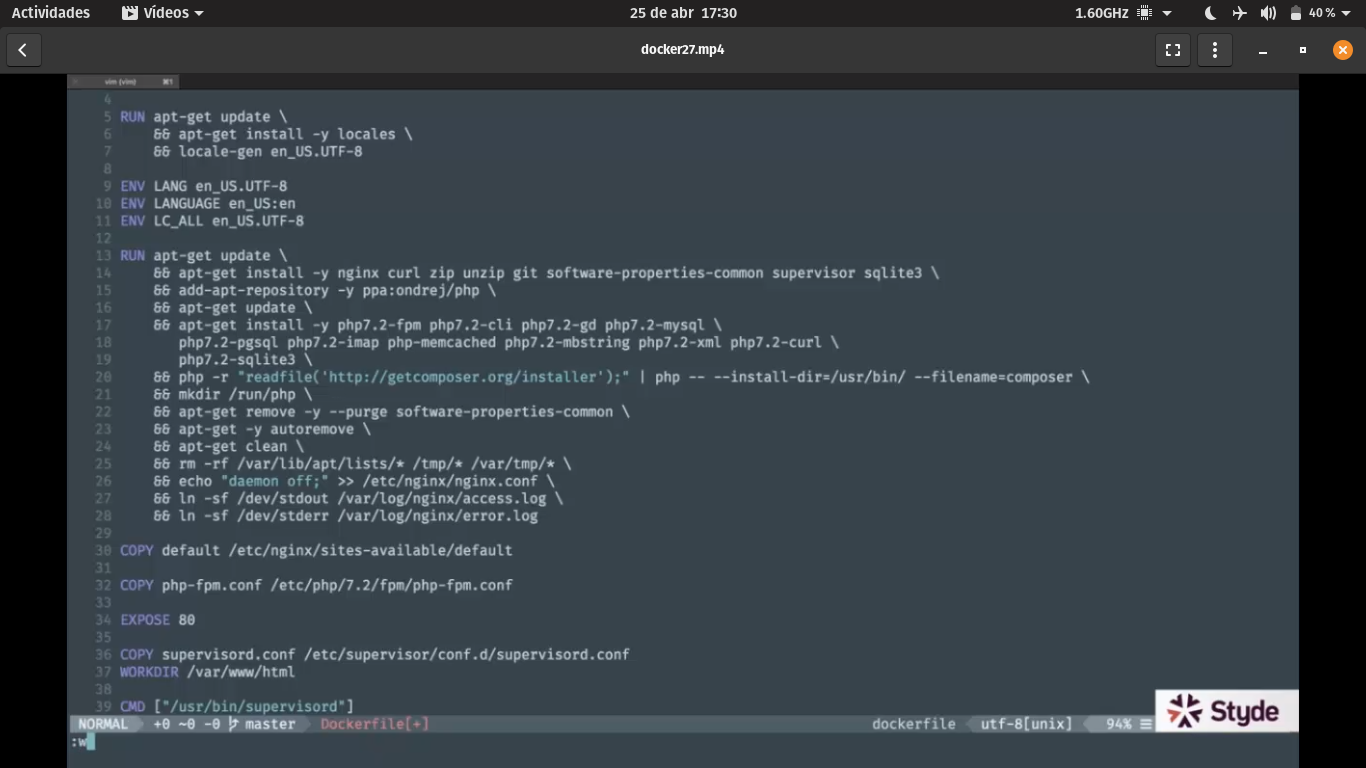 Actividades Vídeos 25 de abr 17:30 1.60GHz 40 %
docker27.mp4
vim (vim) ⌘1
4
5 RUN apt-get update \
6 && apt-get install -y locales \
7 && locale-gen en_US.UTF-8
8
9 ENV LANG en_US.UTF-8
10 ENV LANGUAGE en_US:en
11 ENV LC_ALL en_US.UTF-8
12
13 RUN apt-get update \
14 && apt-get install -y nginx curl zip unzip git software-properties-common supervisor sqlite3 \
15 && add-apt-repository -y ppa:ondrej/php \
16 && apt-get update \
17 && apt-get install -y php7.2-fpm php7.2-cli php7.2-gd php7.2-mysql \
18 php7.2-pgsql php7.2-imap php-memcached php7.2-mbstring php7.2-xml php7.2-curl \
19 php7.2-sqlite3 \
20 && php -r "readfile('http://getcomposer.org/installer');" | php -- --install-dir=/usr/bin/ --filename=composer \
21 && mkdir /run/php \
22 && apt-get remove -y --purge software-properties-common \
23 && apt-get -y autoremove \
24 && apt-get clean \
25 && rm -rf /var/lib/apt/lists/* /tmp/* /var/tmp/* \
26 && echo "daemon off;" >> /etc/nginx/nginx.conf \
27 && ln -sf /dev/stdout /var/log/nginx/access.log \
28 && ln -sf /dev/stderr /var/log/nginx/error.log
29
30 COPY default /etc/nginx/sites-available/default
31
32 COPY php-fpm.conf /etc/php/7.2/fpm/php-fpm.conf
33
34 EXPOSE 80
35
36 COPY supervisord.conf /etc/supervisor/conf.d/supervisord.conf
37 WORKDIR /var/www/html
38
39 CMD ["/usr/bin/supervisord"]
NORMAL +0 ~0 -0 master Dockerfile[+] dockerfile utf-8[unix] 94% ☰
:w
Styde